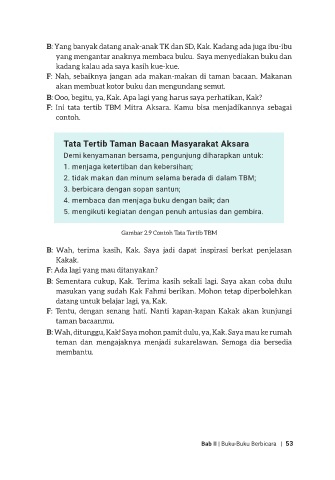 B: Yang banyak datang anak-anak TK dan SD, Kak. Kadang ada juga ibu-ibu
yang mengantar anaknya membaca buku. Saya menyediakan buku dan
kadang kalau ada saya kasih kue-kue.
F: Nah, sebaiknya jangan ada makan-makan di taman bacaan. Makanan
akan membuat kotor buku dan mengundang semut.
B: Ooo, begitu, ya, Kak. Apa lagi yang harus saya perhatikan, Kak?
F: Ini tata tertib TBM Mitra Aksara. Kamu bisa menjadikannya sebagai
contoh.
Tata Tertib Taman Bacaan Masyarakat Aksara
Demi kenyamanan bersama, pengunjung diharapkan untuk:
1. menjaga ketertiban dan kebersihan;
2. tidak makan dan minum selama berada di dalam TBM;
3. berbicara dengan sopan santun;
4. membaca dan menjaga buku dengan baik; dan
5. mengikuti kegiatan dengan penuh antusias dan gembira.
Gambar 2.9 Contoh Tata Tertib TBM
B: Wah, terima kasih, Kak. Saya jadi dapat inspirasi berkat penjelasan
Kakak.
F: Ada lagi yang mau ditanyakan?
B: Sementara cukup, Kak. Terima kasih sekali lagi. Saya akan coba dulu
masukan yang sudah Kak Fahmi berikan. Mohon tetap diperbolehkan
datang untuk belajar lagi, ya, Kak.
F: Tentu, dengan senang hati. Nanti kapan-kapan Kakak akan kunjungi
taman bacaanmu.
B: Wah, ditunggu, Kak! Saya mohon pamit dulu, ya, Kak. Saya mau ke rumah
teman dan mengajaknya menjadi sukarelawan. Semoga dia bersedia
membantu.
Bab II | Buku-Buku Berbicara | 53